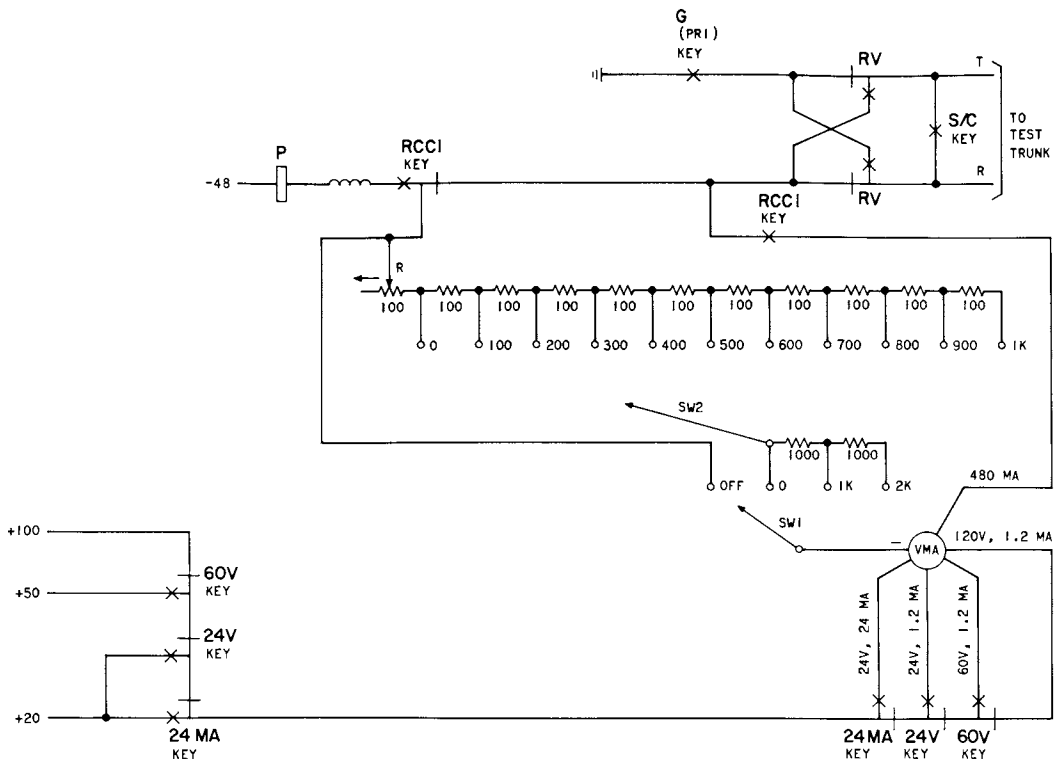 G
(PRI)
KEY
RV
T
S/C
KEY
TO
TEST
TRUNK
P
RCCI
KEY
-48
R
RCCI
KEY
RV
R
100 100 100 100 100 100 100 100 100 100 100
0 100 200 300 400 500 600 700 800 900 1K
SW2
1000 1000
OFF 0 1K 2K
480 MA
SW1
+100
– VMA 120V, 1.2 MA
60V
KEY
+50
24V
KEY
24V, 24 MA
24V, 1.2 MA
60V, 1.2 MA
+20
24 MA
KEY
24 MA
KEY
24V
KEY
60V
KEY